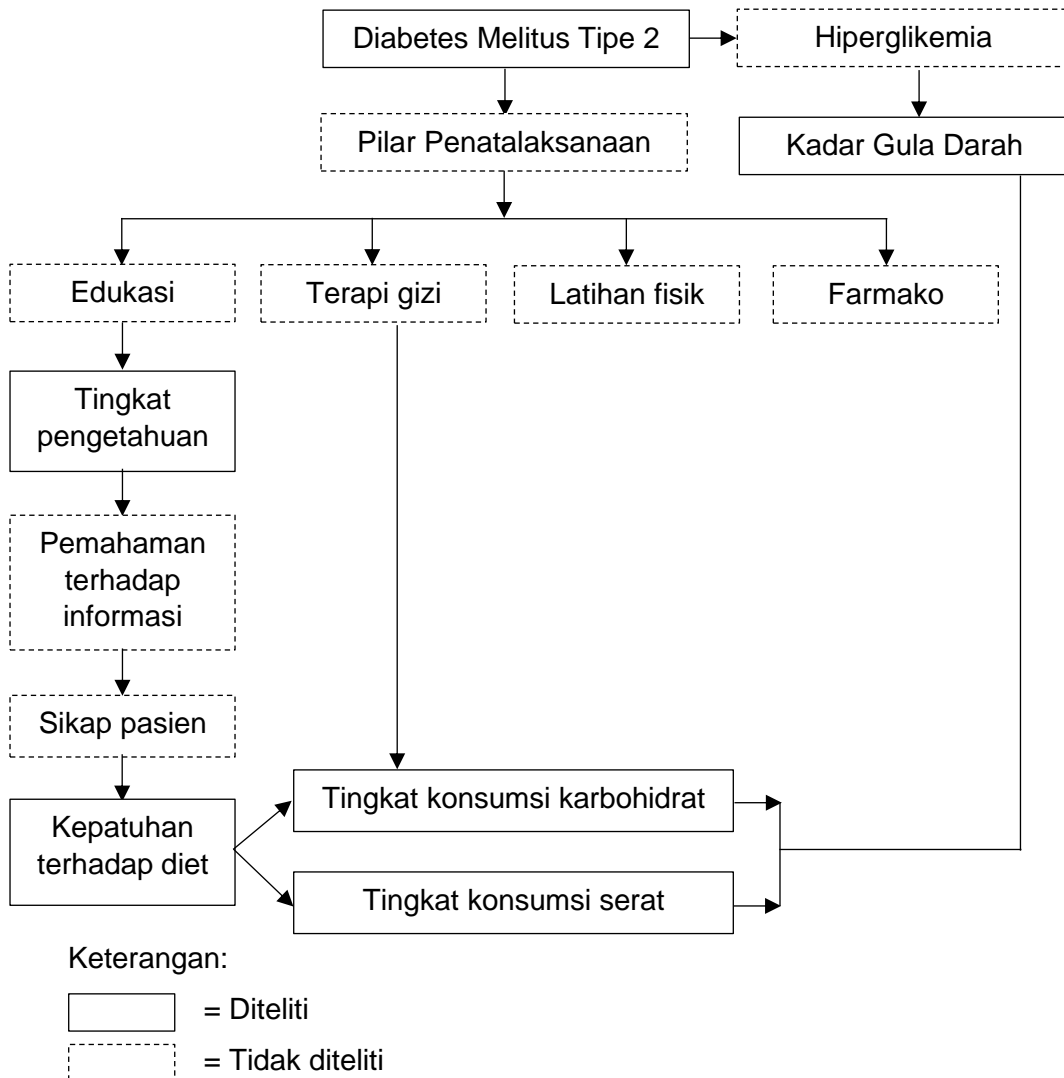 Diabetes Melitus Tipe 2
Hiperglikemia
Pilar Penatalaksanaan
Kadar Gula Darah
Edukasi
Terapi gizi
Latihan fisik
Farmako
Tingkat
pengetahuan
Pemahaman
terhadap
informasi
Sikap pasien
Kepatuhan
terhadap diet
Tingkat konsumsi karbohidrat
Tingkat konsumsi serat
Keterangan:
= Diteliti
= Tidak diteliti